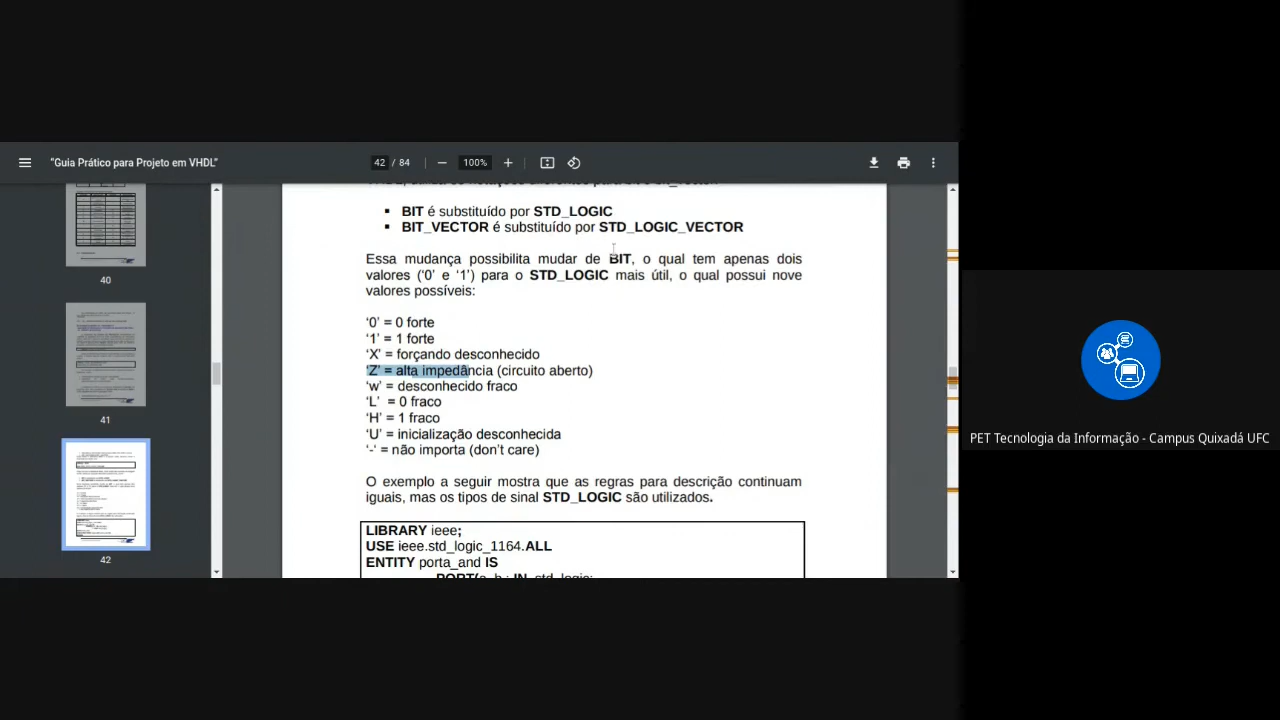 "Guia Prático para Projeto em VHDL"
42 / 84
100%
40
41
42
▪ BIT é substituído por STD_LOGIC
▪ BIT_VECTOR é substituído por STD_LOGIC_VECTOR
Essa mudança possibilita mudar de BIT, o qual tem apenas dois
valores (‘0’ e ‘1’) para o STD_LOGIC mais útil, o qual possui nove
valores possíveis:
‘0’ = 0 forte
‘1’ = 1 forte
‘X’ = forçando desconhecido
‘Z’ = alta impedância (circuito aberto)
‘w’ = desconhecido fraco
‘L’ = 0 fraco
‘H’ = 1 fraco
‘U’ = inicialização desconhecida
‘-‘ = não importa (don’t care)
O exemplo a seguir mostra que as regras para descrição continuam
iguais, mas os tipos de sinal STD_LOGIC são utilizados.
LIBRARY ieee;
USE ieee.std_logic_1164.ALL
ENTITY porta_and IS
PORT(a, b : IN std_logic;
PET Tecnologia da Informação - Campus Quixadá UFC